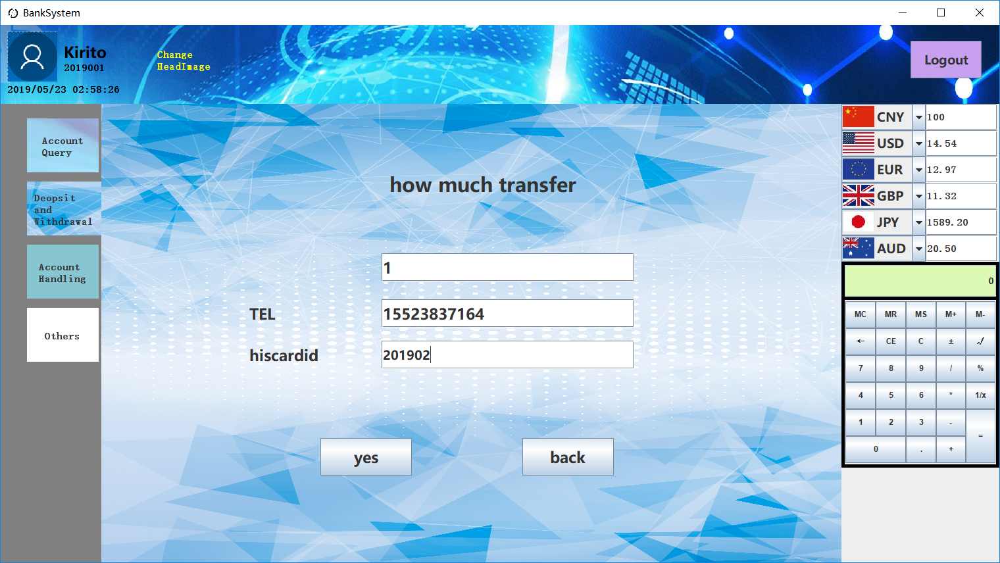 BankSystem
Kirito
2019001
2019/05/23 02:58:26
Change
HeadImage
Logout
Account
Query
Deopsit
and
Withdrawal
Account
Handling
Others
how much transfer
1
TEL
15523837164
hiscardid
201902
yes
back
CNY 100
USD 14.54
EUR 12.97
GBP 11.32
JPY 1589.20
AUD 20.50
0
MC MR MS M+ M-
← CE C ± √
7 8 9 / %
4 5 6 * 1/x
1 2 3 - =
0 . +